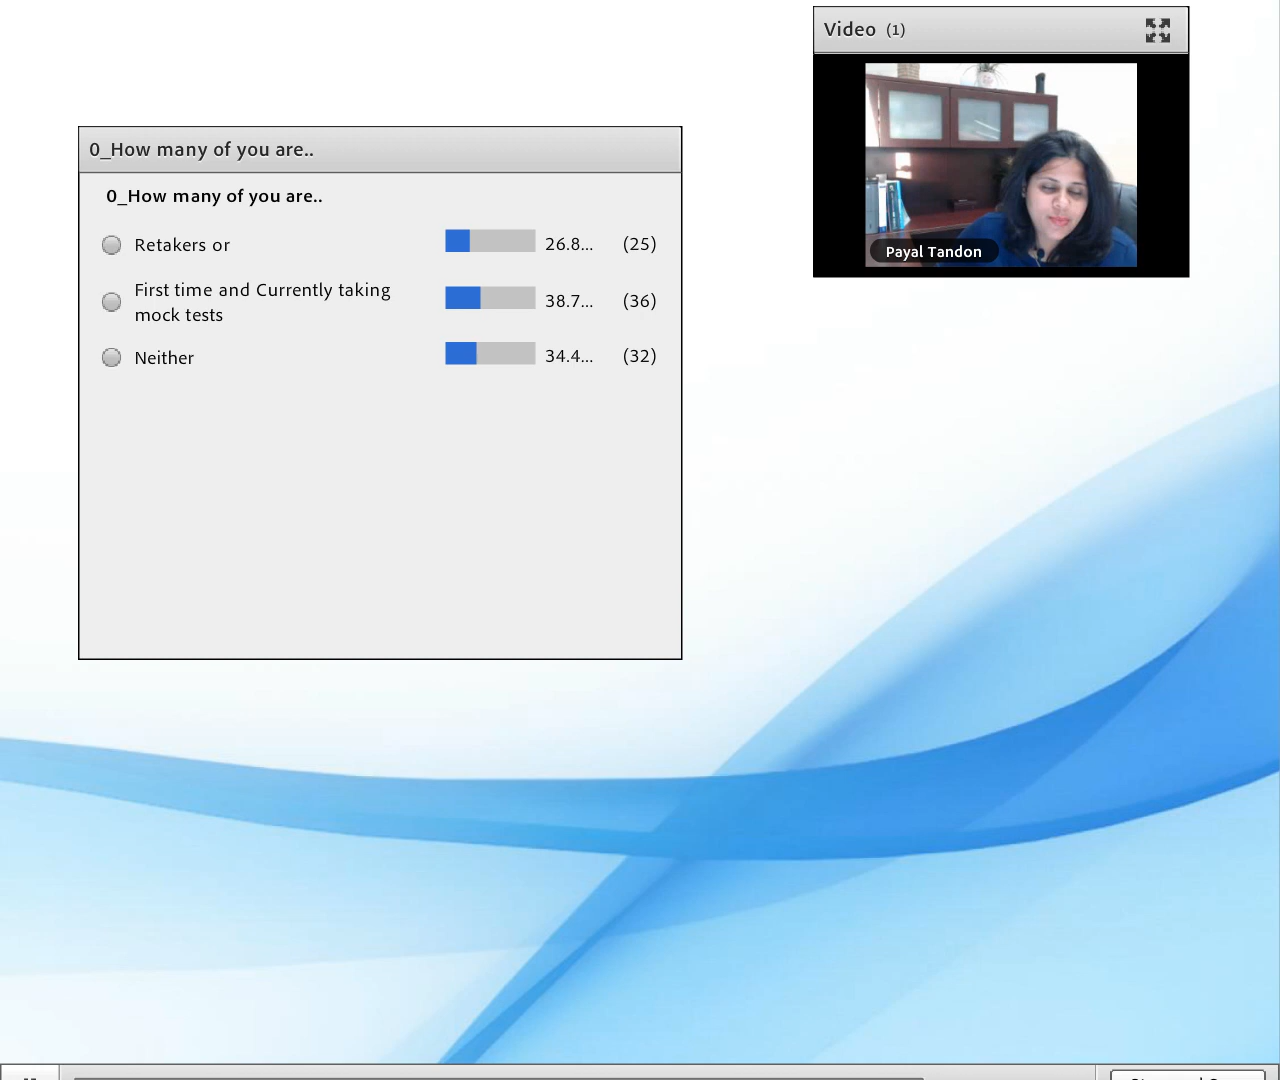 Video (1)
Payal Tandon
0_How many of you are..
0_How many of you are..
Retakers or 26.8... (25)
First time and Currently taking
mock tests 38.7... (36)
Neither 34.4... (32)